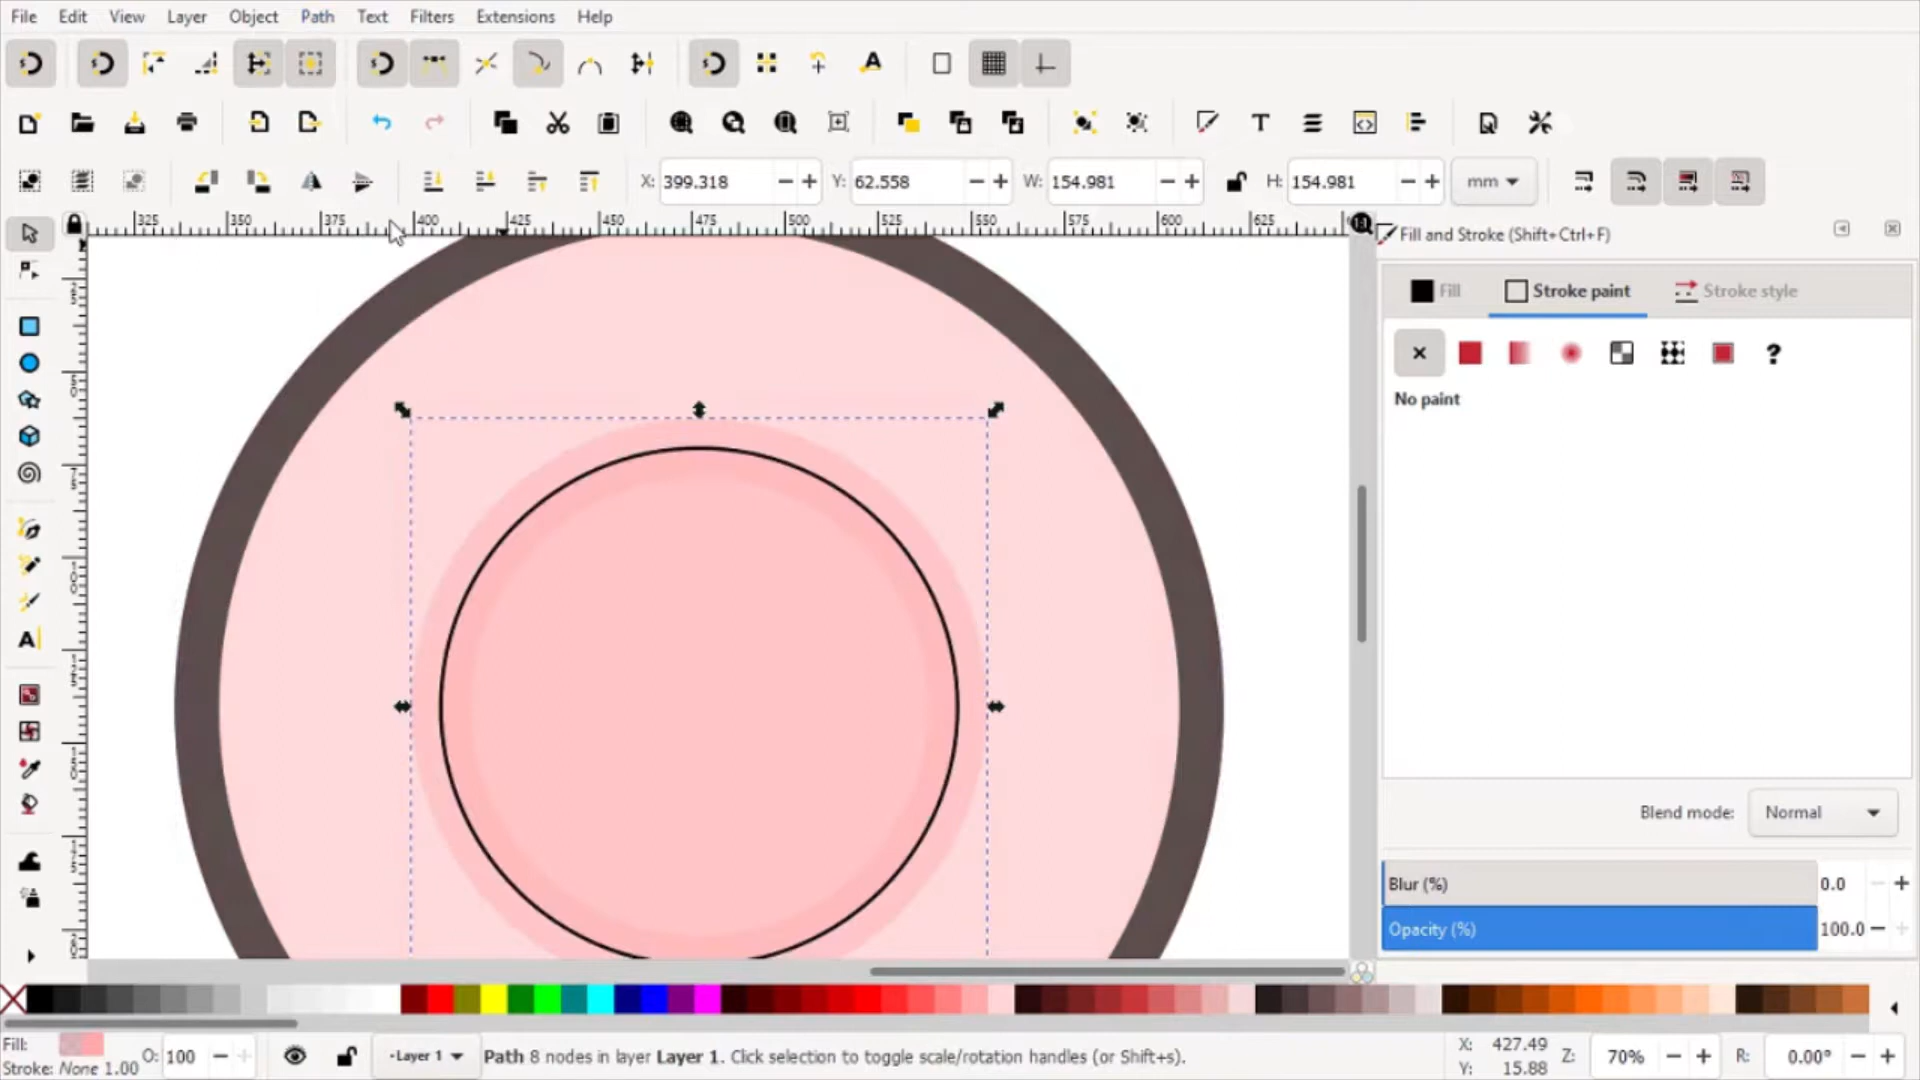 File Edit View Layer Object Path Text Filters Extensions Help
X: 399.318 Y: 62.558 W: 154.981 H: 154.981 mm
325 350 375 400 425 450 475 500 525 550 575 600 625
1:1
Fill and Stroke (Shift+Ctrl+F)
Fill Stroke paint Stroke style
No paint
Blend mode: Normal
Blur (%) 0.0
Opacity (%) 100.0
Fill:
Stroke: None 1.00
O: 100
-Layer 1 Path 8 nodes in layer Layer 1. Click selection to toggle scale/rotation handles (or Shift+s).
X: 427.49
Y: 15.88
Z: 70% R: 0.00°